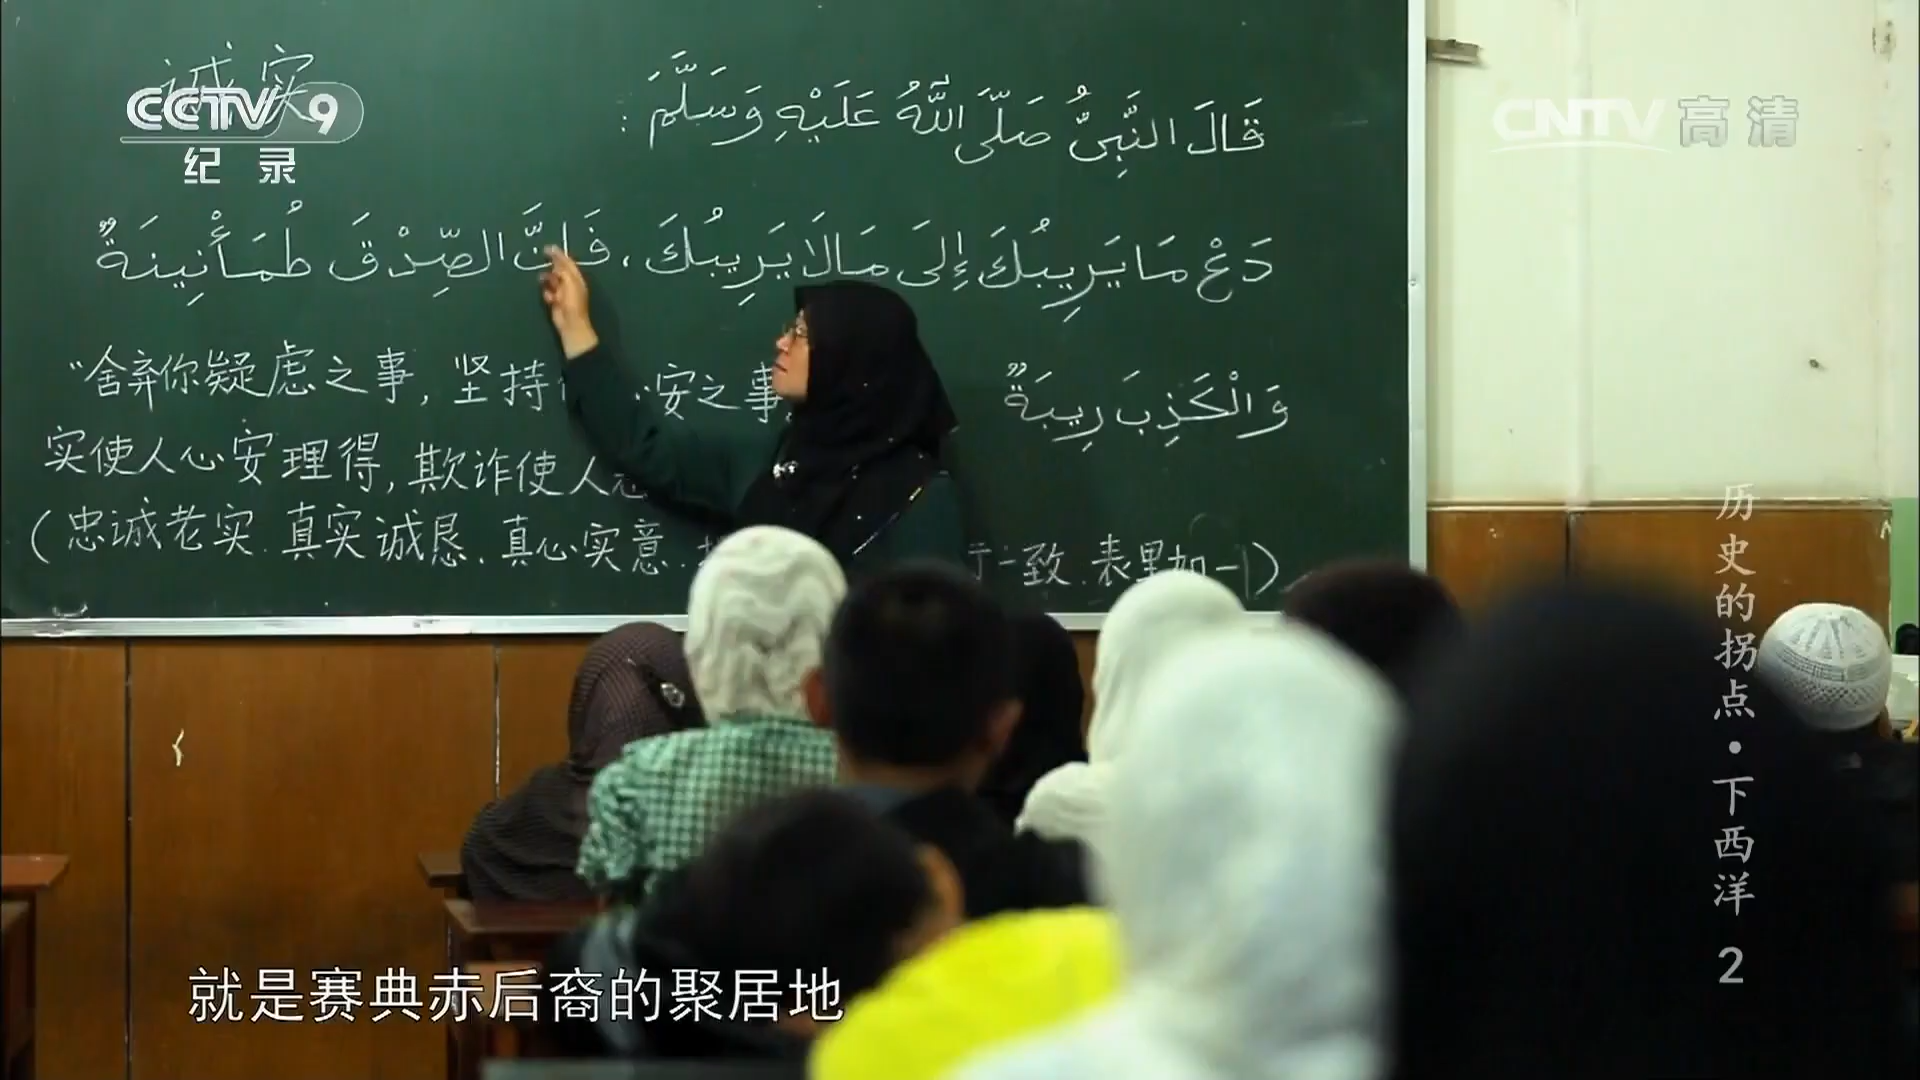 诚实
CCTV 9
纪录
CNTV 高清
قَالَ النَّبِيُّ صَلَّى اللَّهُ عَلَيْهِ وَسَلَّمَ :
دَعْ مَا يَرِيبُكَ إِلَى مَا لَا يَرِيبُكَ ، فَإِنَّ الصِّدْقَ طُمَأْنِينَةٌ
وَالْكَذِبَ رِيبَةٌ
“舍弃你疑虑之事,坚持 安之事,
实使人心安理得,欺诈使人
(忠诚老实.真实诚恳.真心实意. 一致.表里如一)
历史的拐点·下西洋 2
就是赛典赤后裔的聚居地